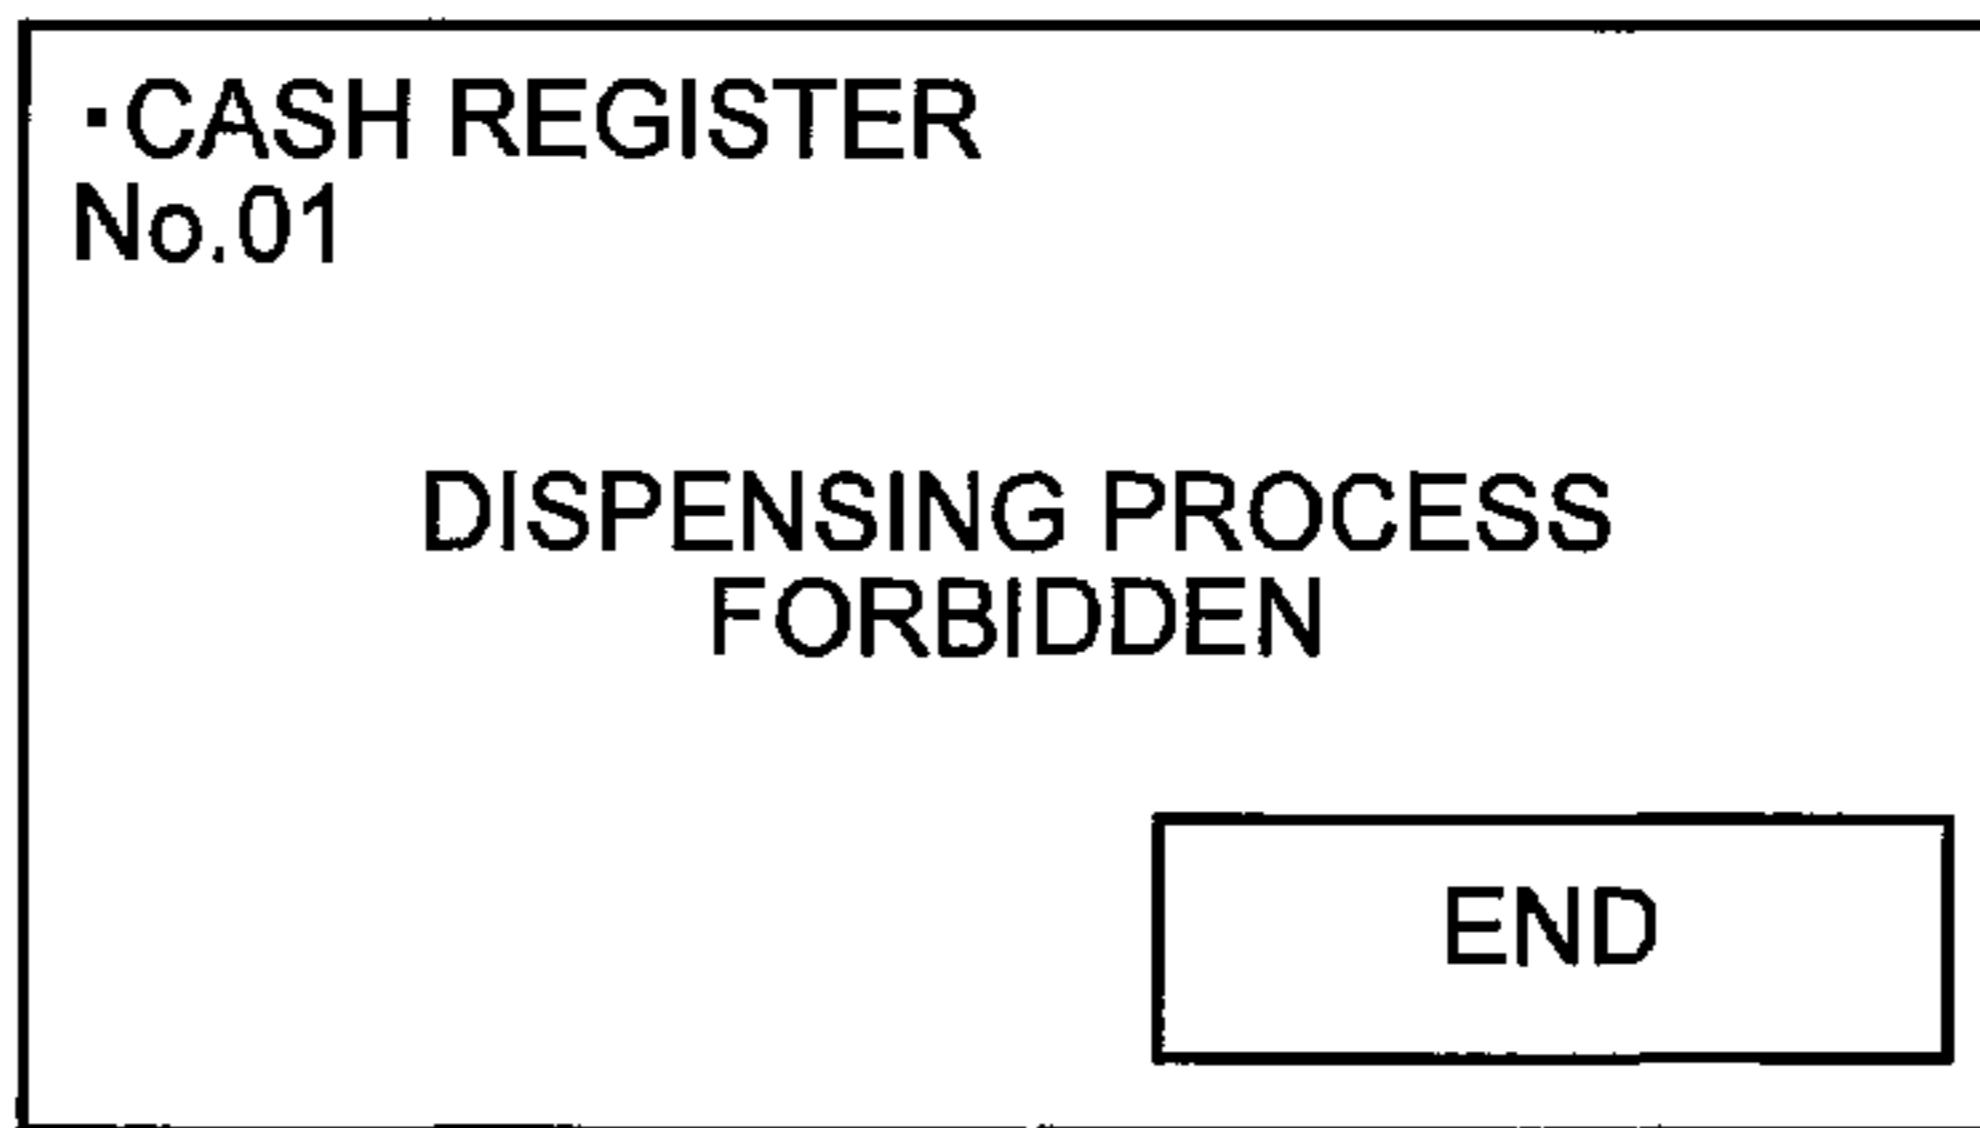 ·CASH REGISTER
No.01
DISPENSING PROCESS
FORBIDDEN
END